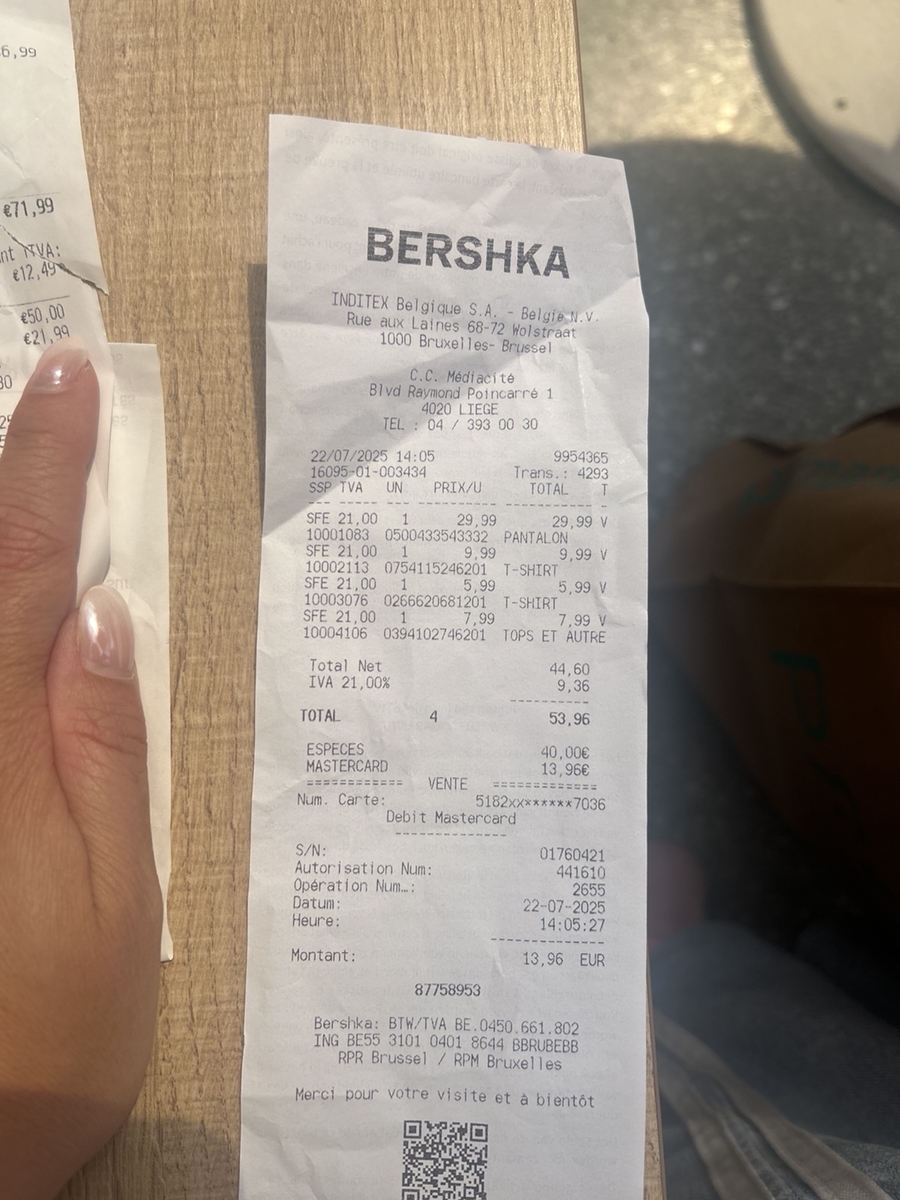 6,99
€71,99
nt TVA:
€12,49
€50,00
€21,99
BERSHKA
INDITEX Belgique S.A. - Belgie N.V.
Rue aux Laines 68-72 Wolstraat
1000 Bruxelles- Brussel
C.C. Médiacité
Blvd Raymond Poincarré 1
4020 LIEGE
TEL : 04 / 393 00 30
22/07/2025 14:05 9954365
16095-01-003434 Trans.: 4293
SSP TVA UN PRIX/U TOTAL T
SFE 21,00 1 29,99 29,99 V
10001083 0500433543332 PANTALON
SFE 21,00 1 9,99 9,99 V
10002113 0754115246201 T-SHIRT
SFE 21,00 1 5,99 5,99 V
10003076 0266620681201 T-SHIRT
SFE 21,00 1 7,99 7,99 V
10004106 0394102746201 TOPS ET AUTRE
Total Net 44,60
IVA 21,00% 9,36
TOTAL 4 53,96
ESPECES 40,00€
MASTERCARD 13,96€
============ VENTE =============
Num. Carte: 5182xx******7036
Debit Mastercard
S/N: 01760421
Autorisation Num: 441610
Opération Num…: 2655
Datum: 22-07-2025
Heure: 14:05:27
Montant: 13,96 EUR
87758953
Bershka: BTW/TVA BE.0450.661.802
ING BE55 3101 0401 8644 BBRUBEBB
RPR Brussel / RPM Bruxelles
Merci pour votre visite et à bientôt